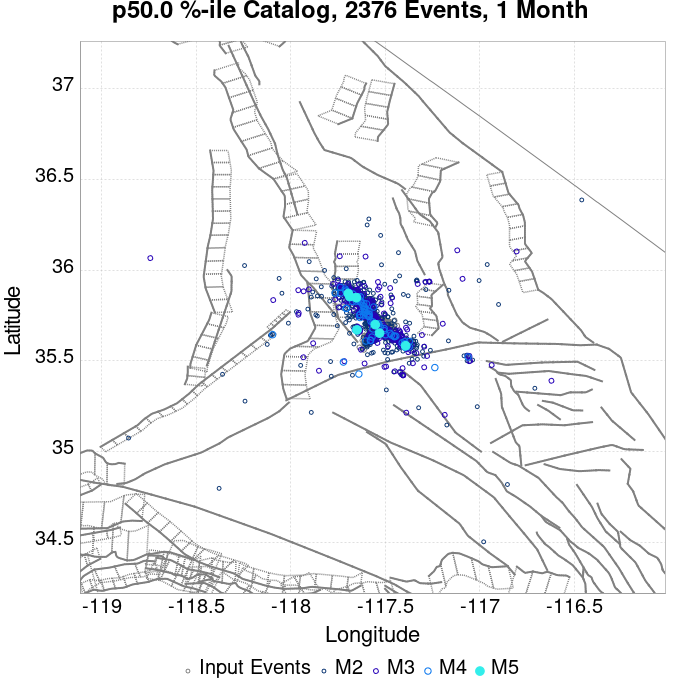 p50.0 %-ile Catalog, 2376 Events, 1 Month
37
36.5
36
35.5
35
34.5
Latitude
-119 -118.5 -118 -117.5 -117 -116.5
Longitude
Input Events M2 M3 M4 M5